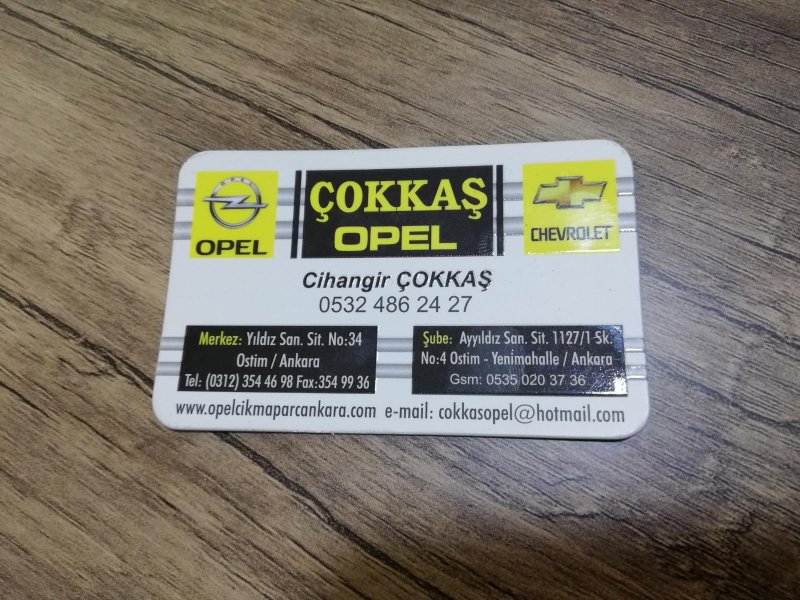 OPEL
ÇOKKAŞ
OPEL
CHEVROLET
Cihangir ÇOKKAŞ
0532 486 24 27
Merkez: Yıldız San. Sit. No:34
Ostim / Ankara
Tel: (0312) 354 46 98 Fax:354 99 36
Şube: Ayyıldız San. Sit. 1127/1 Sk.
No:4 Ostim - Yenimahalle / Ankara
Gsm: 0535 020 37 36
www.opelcikmaparcankara.com e-mail: cokkasopel@hotmail.com